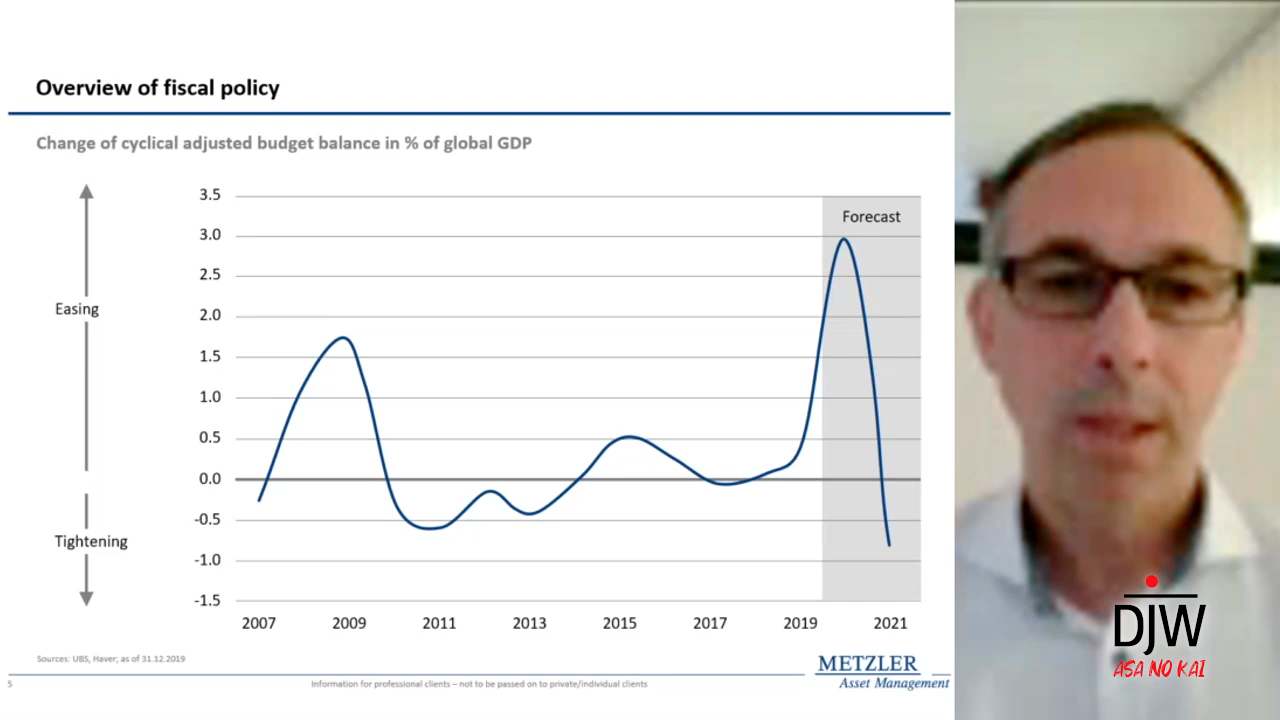 Overview of fiscal policy
Change of cyclical adjusted budget balance in % of global GDP
Easing
Tightening
3.5
3.0
2.5
2.0
1.5
1.0
0.5
0.0
-0.5
-1.0
-1.5
Forecast
2007 2009 2011 2013 2015 2017 2019 2021
Sources: UBS, Haver; as of 31.12.2019
5
Information for professional clients – not to be passed on to private/individual clients
METZLER
Asset Management
DJW
ASA NO KAI